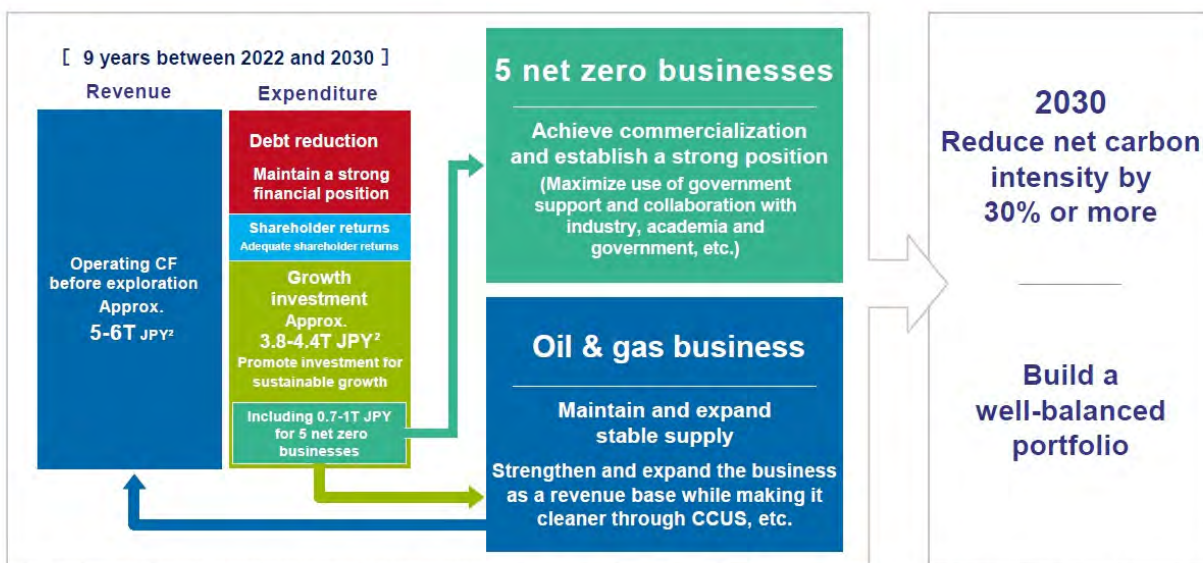 [ 9 years between 2022 and 2030 ]
Revenue
Expenditure
Operating CF
before exploration
Approx.
5-6T JPY²
Debt reduction
Maintain a strong
financial position
Shareholder returns
Adequate shareholder returns
Growth
investment
Approx.
3.8-4.4T JPY²
Promote investment for
sustainable growth
Including 0.7-1T JPY
for 5 net zero
businesses
5 net zero businesses
Achieve commercialization
and establish a strong position
(Maximize use of government
support and collaboration with
industry, academia and
government, etc.)
Oil & gas business
Maintain and expand
stable supply
Strengthen and expand the business
as a revenue base while making it
cleaner through CCUS, etc.
2030
Reduce net carbon
intensity by
30% or more
Build a
well-balanced
portfolio